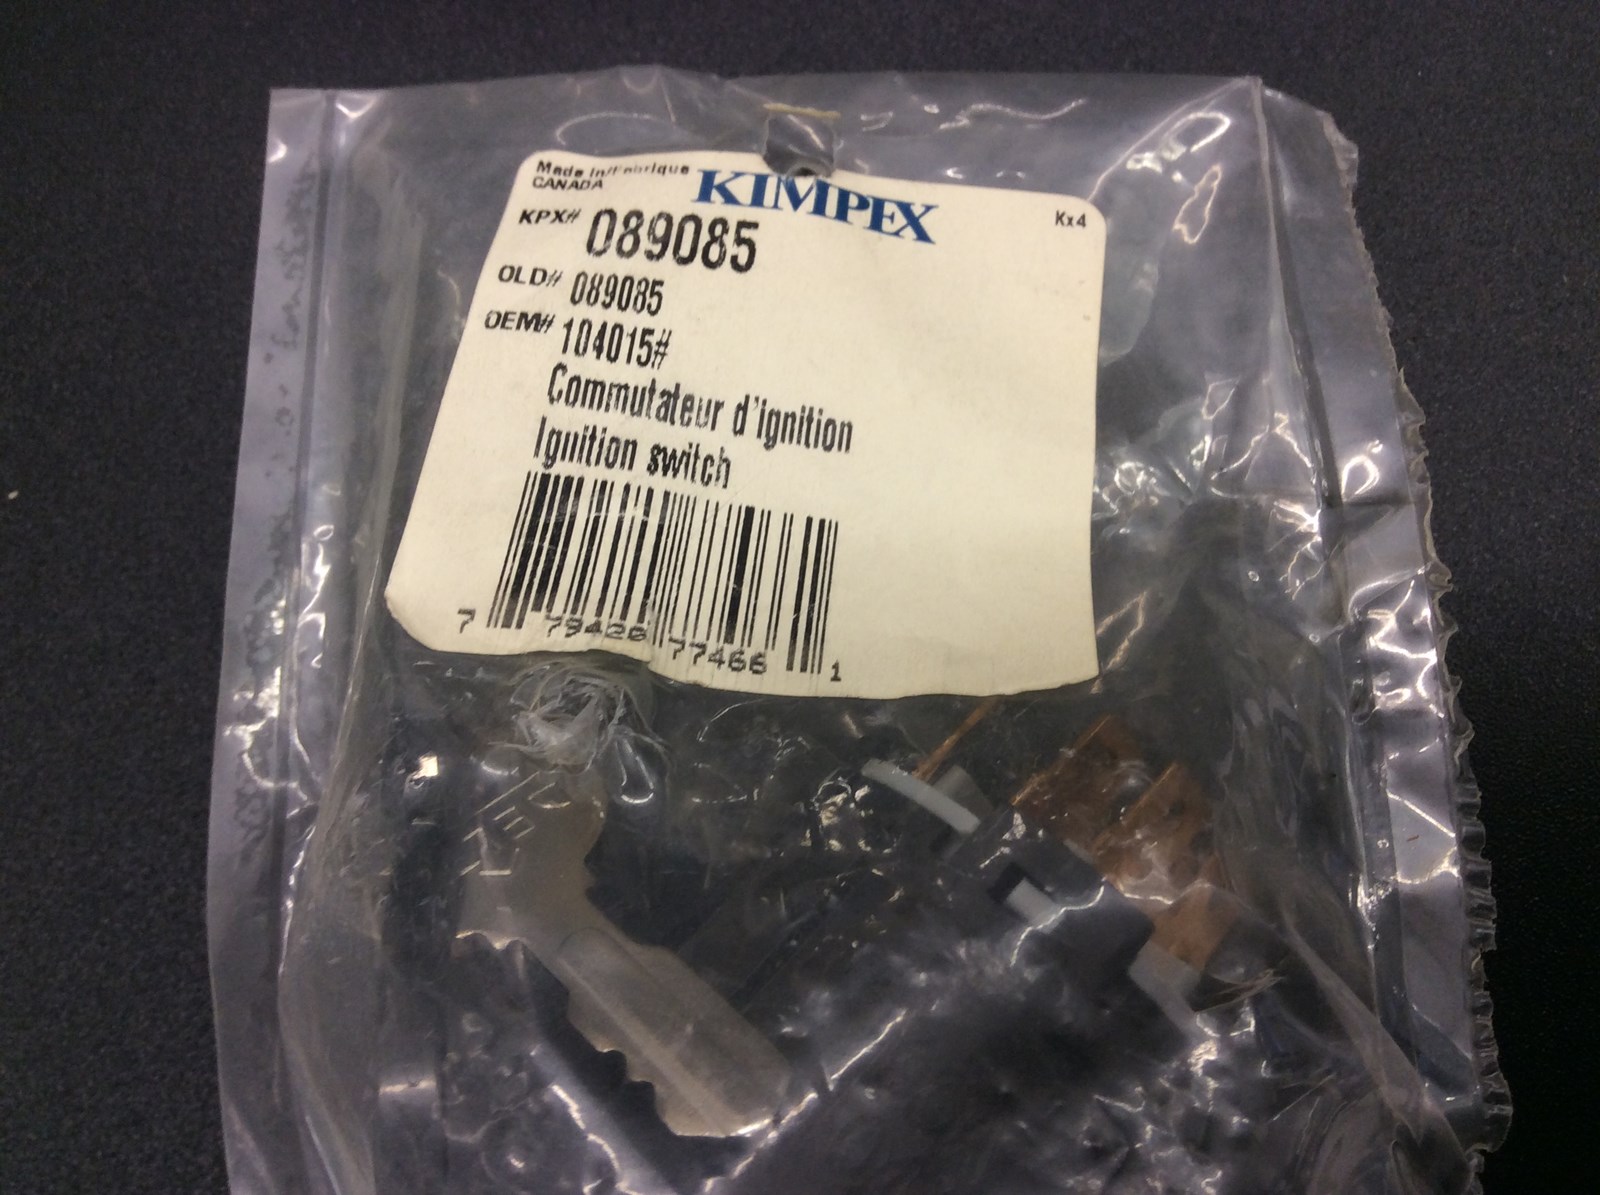 Made in/Fabrique
CANADA
KIMPEX
Kx4
KPX# 089085
OLD# 089085
OEM# 104015#
Commutateur d'ignition
Ignition switch
7 79426 77466 1